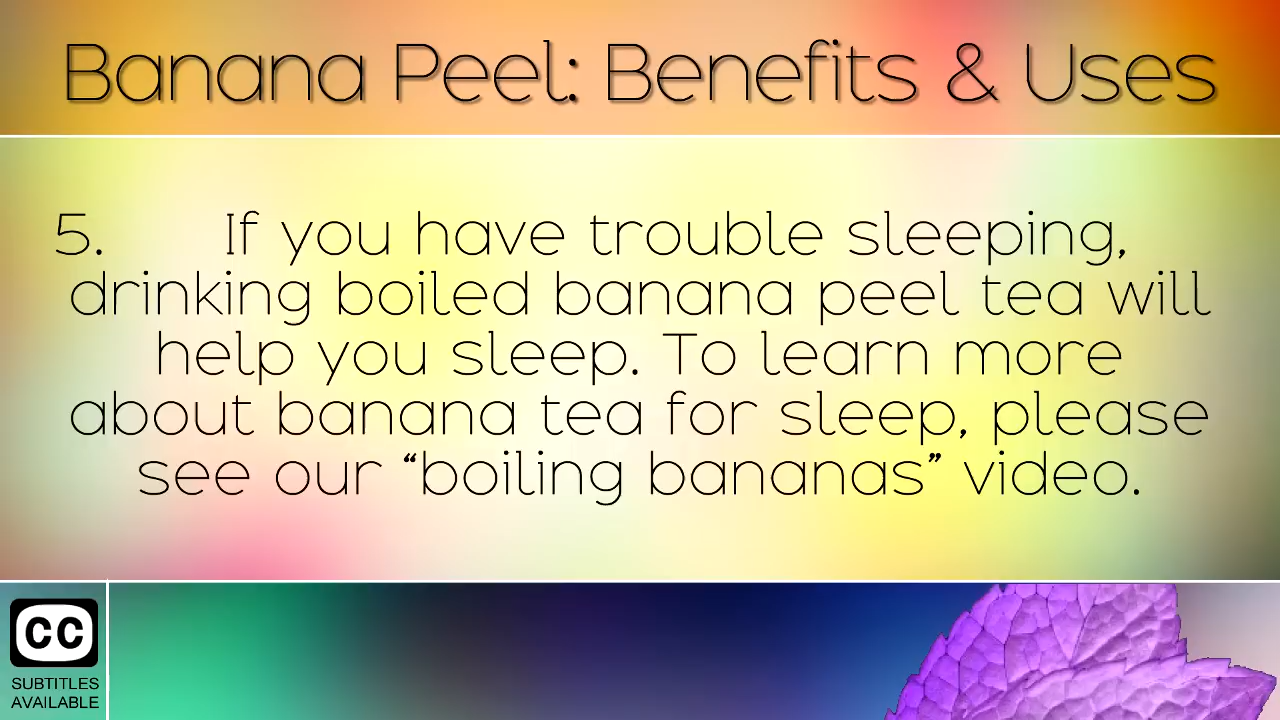 Banana Peel: Benefits & Uses
5. If you have trouble sleeping,
drinking boiled banana peel tea will
help you sleep. To learn more
about banana tea for sleep, please
see our “boiling bananas” video.
CC
SUBTITLES
AVAILABLE